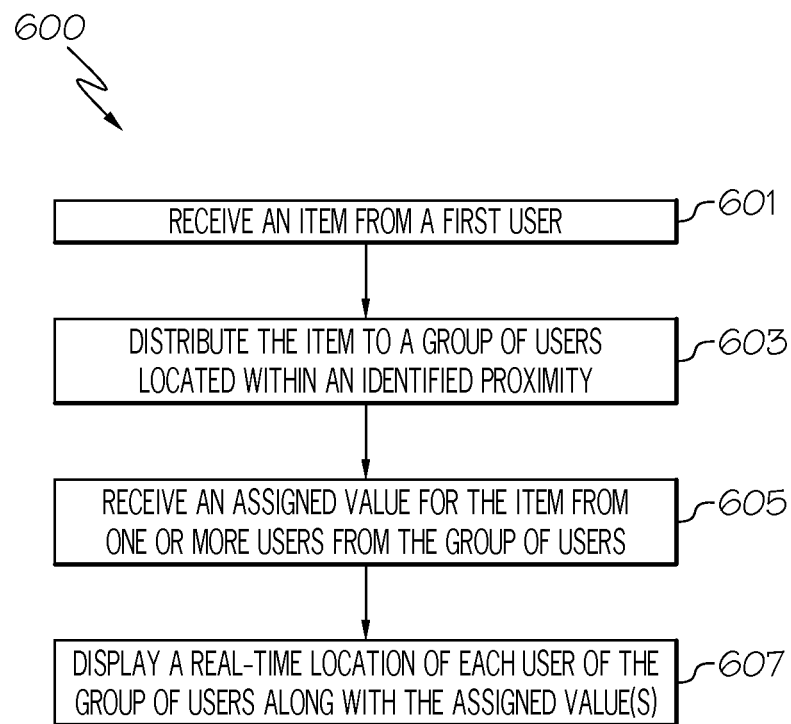 600
RECEIVE AN ITEM FROM A FIRST USER
601
DISTRIBUTE THE ITEM TO A GROUP OF USERS
LOCATED WITHIN AN IDENTIFIED PROXIMITY
603
RECEIVE AN ASSIGNED VALUE FOR THE ITEM FROM
ONE OR MORE USERS FROM THE GROUP OF USERS
605
DISPLAY A REAL-TIME LOCATION OF EACH USER OF THE
GROUP OF USERS ALONG WITH THE ASSIGNED VALUE(S)
607